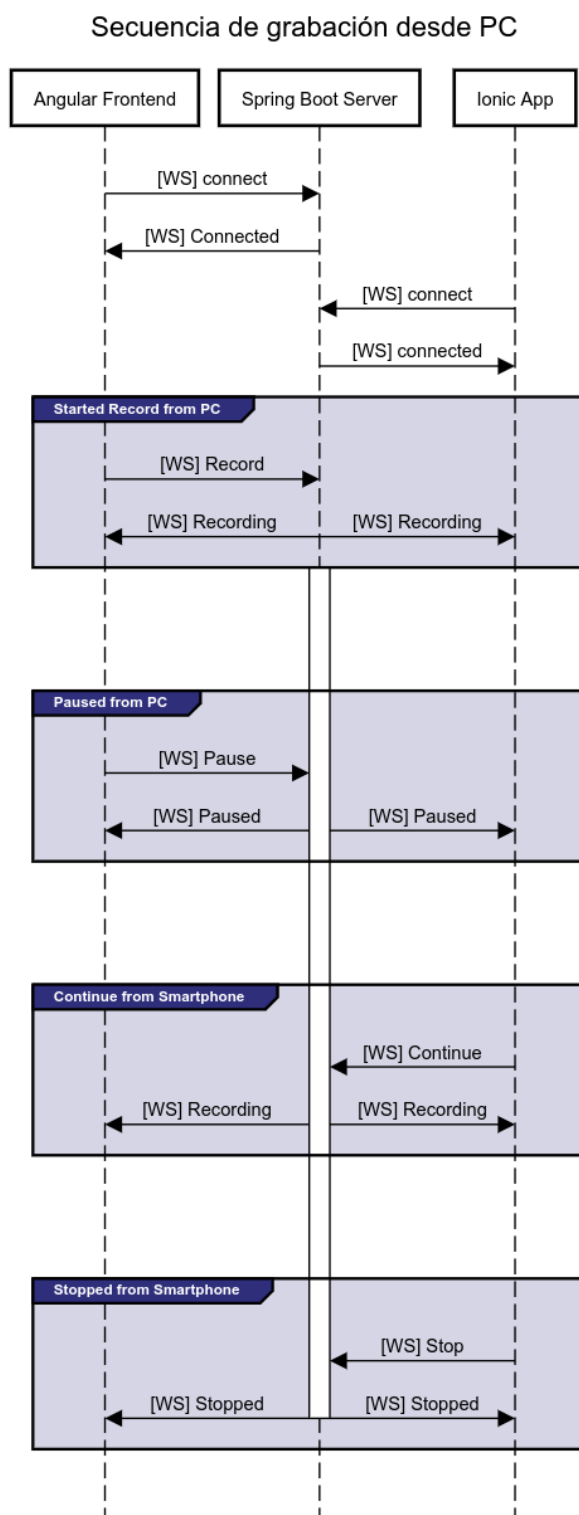 Secuencia de grabación desde PC
Angular Frontend
Spring Boot Server
Ionic App
[WS] connect
[WS] Connected
[WS] connect
[WS] connected
Started Record from PC
[WS] Record
[WS] Recording
[WS] Recording
Paused from PC
[WS] Pause
[WS] Paused
[WS] Paused
Continue from Smartphone
[WS] Continue
[WS] Recording
[WS] Recording
Stopped from Smartphone
[WS] Stop
[WS] Stopped
[WS] Stopped